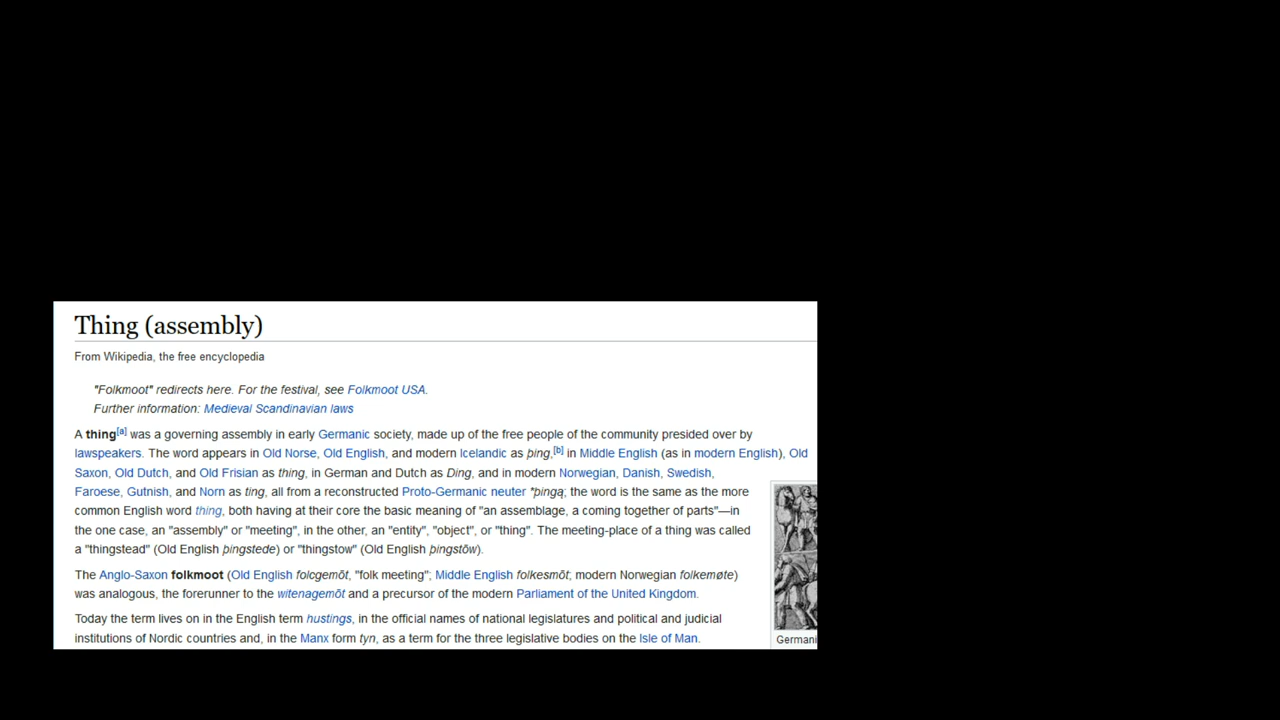 Thing (assembly)
From Wikipedia, the free encyclopedia
"Folkmoot" redirects here. For the festival, see Folkmoot USA.
Further information: Medieval Scandinavian laws
A thing[a] was a governing assembly in early Germanic society, made up of the free people of the community presided over by
lawspeakers. The word appears in Old Norse, Old English, and modern Icelandic as þing,[b] in Middle English (as in modern English), Old
Saxon, Old Dutch, and Old Frisian as thing, in German and Dutch as Ding, and in modern Norwegian, Danish, Swedish,
Faroese, Gutnish, and Norn as ting, all from a reconstructed Proto-Germanic neuter *þingą; the word is the same as the more
common English word thing, both having at their core the basic meaning of "an assemblage, a coming together of parts"—in
the one case, an "assembly" or "meeting", in the other, an "entity", "object", or "thing". The meeting-place of a thing was called
a "thingstead" (Old English þingstede) or "thingstow" (Old English þingstōw).
The Anglo-Saxon folkmoot (Old English folcgemōt, "folk meeting"; Middle English folkesmōt; modern Norwegian folkemøte)
was analogous, the forerunner to the witenagemōt and a precursor of the modern Parliament of the United Kingdom.
Today the term lives on in the English term hustings, in the official names of national legislatures and political and judicial
institutions of Nordic countries and, in the Manx form tyn, as a term for the three legislative bodies on the Isle of Man.
Germani